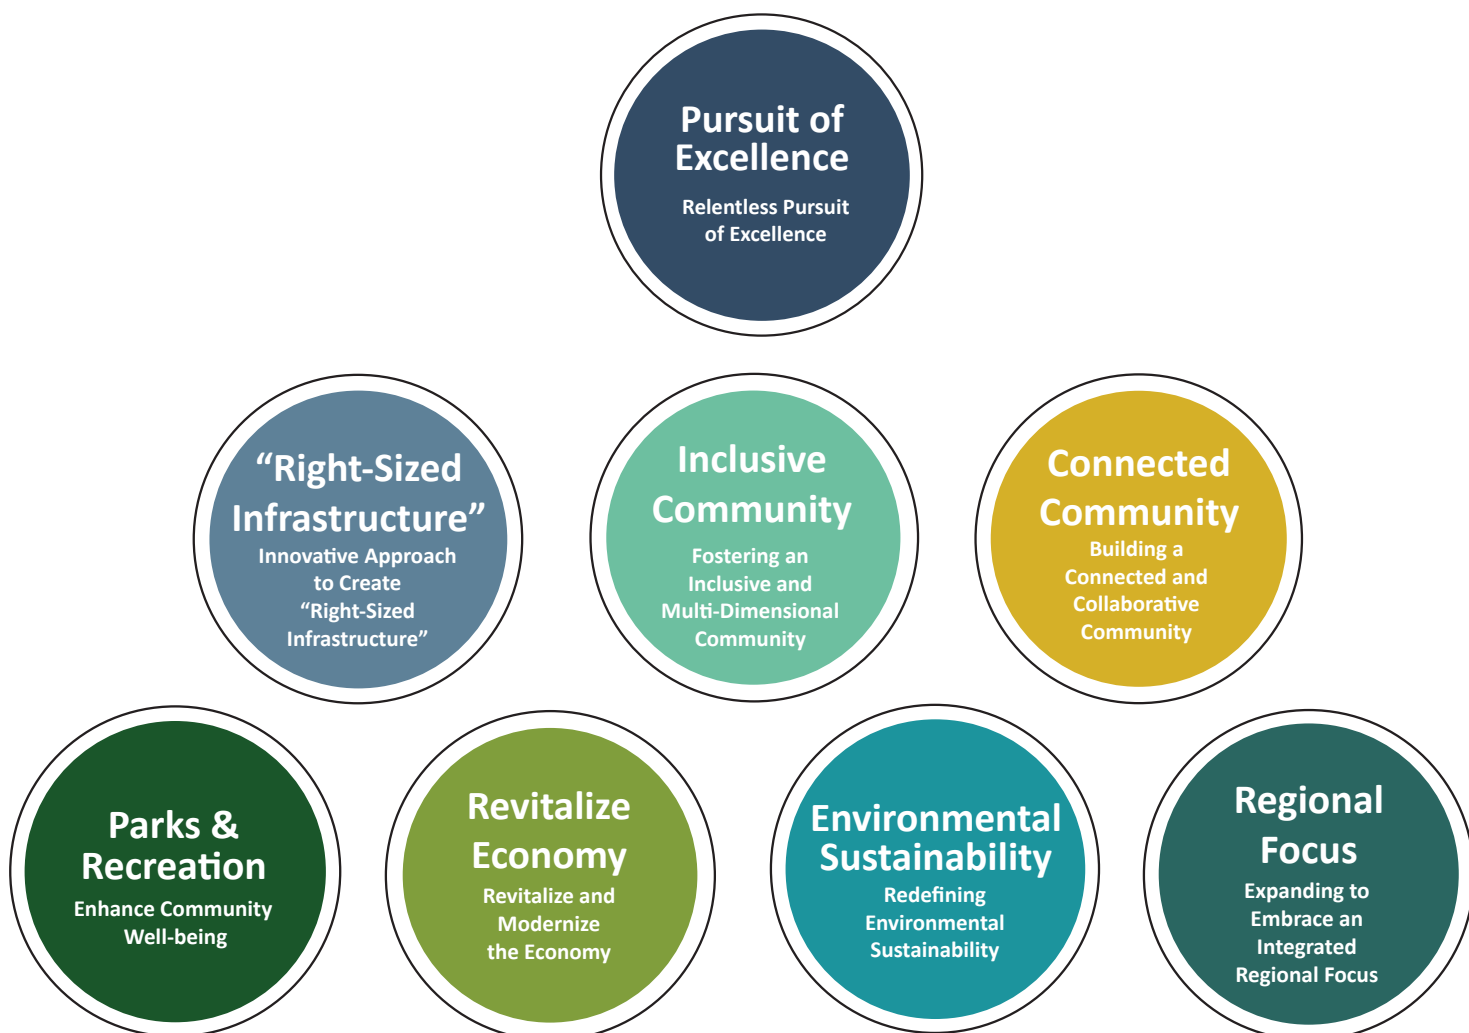 Pursuit of
Excellence
Relentless Pursuit
of Excellence
“Right-Sized
Infrastructure”
Innovative Approach
to Create
“Right-Sized
Infrastructure”
Inclusive
Community
Fostering an
Inclusive and
Multi-Dimensional
Community
Connected
Community
Building a
Connected and
Collaborative
Community
Parks &
Recreation
Enhance Community
Well-being
Revitalize
Economy
Revitalize and
Modernize
the Economy
Environmental
Sustainability
Redefining
Environmental
Sustainability
Regional
Focus
Expanding to
Embrace an
Integrated
Regional Focus